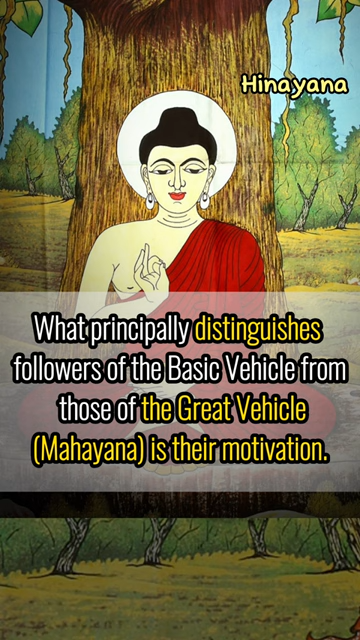 Hinayana
What principally distinguishes
followers of the Basic Vehicle from
those of the Great Vehicle
(Mahayana) is their motivation.